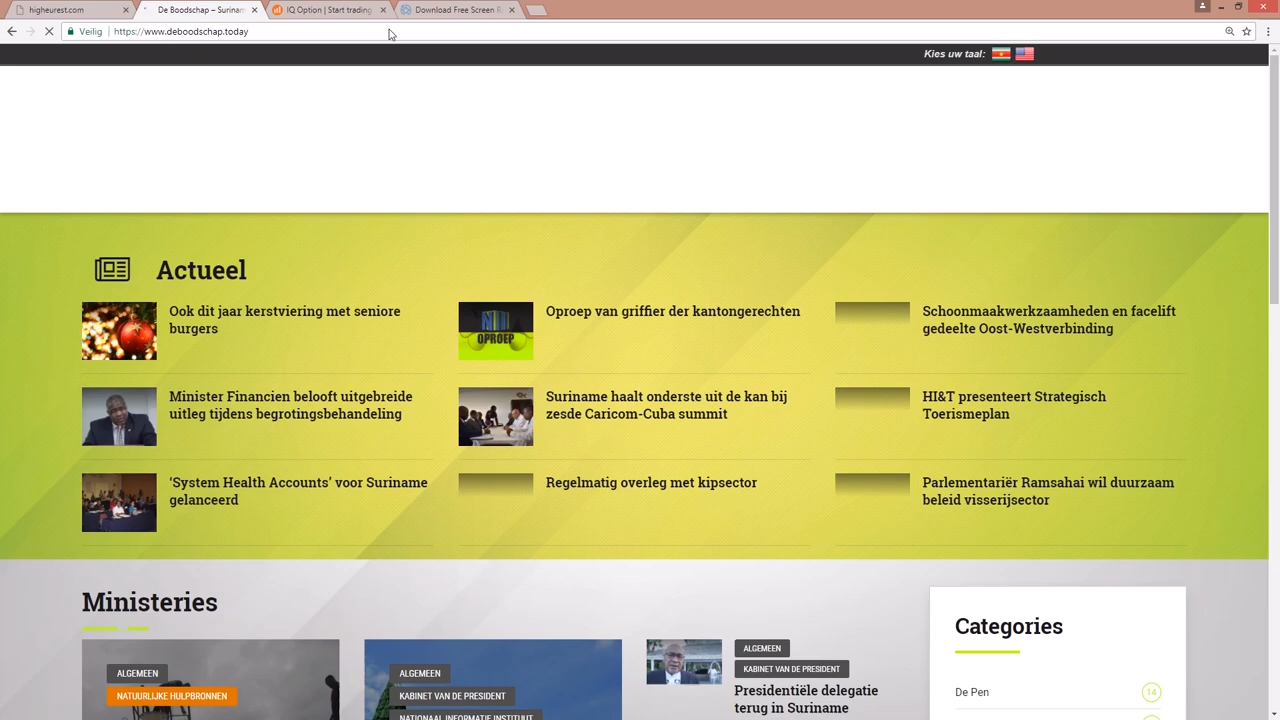 higheurest.com
De Boodschap – Surinam
IQ Option | Start trading
Download Free Screen R
Veilig
https://www.deboodschap.today
Kies uw taal:
Actueel
Ook dit jaar kerstviering met seniore
burgers
Oproep van griffier der kantongerechten
OPROEP
Schoonmaakwerkzaamheden en facelift
gedeelte Oost-Westverbinding
Minister Financien belooft uitgebreide
uitleg tijdens begrotingsbehandeling
Suriname haalt onderste uit de kan bij
zesde Caricom-Cuba summit
HI&T presenteert Strategisch
Toerismeplan
‘System Health Accounts’ voor Suriname
gelanceerd
Regelmatig overleg met kipsector
Parlementariër Ramsahai wil duurzaam
beleid visserijsector
Ministeries
ALGEMEEN
NATUURLIJKE HULPBRONNEN
ALGEMEEN
KABINET VAN DE PRESIDENT
NATIONAAL INFORMATIE INSTITUUT
ALGEMEEN
KABINET VAN DE PRESIDENT
Presidentiële delegatie
terug in Suriname
Categories
De Pen
14